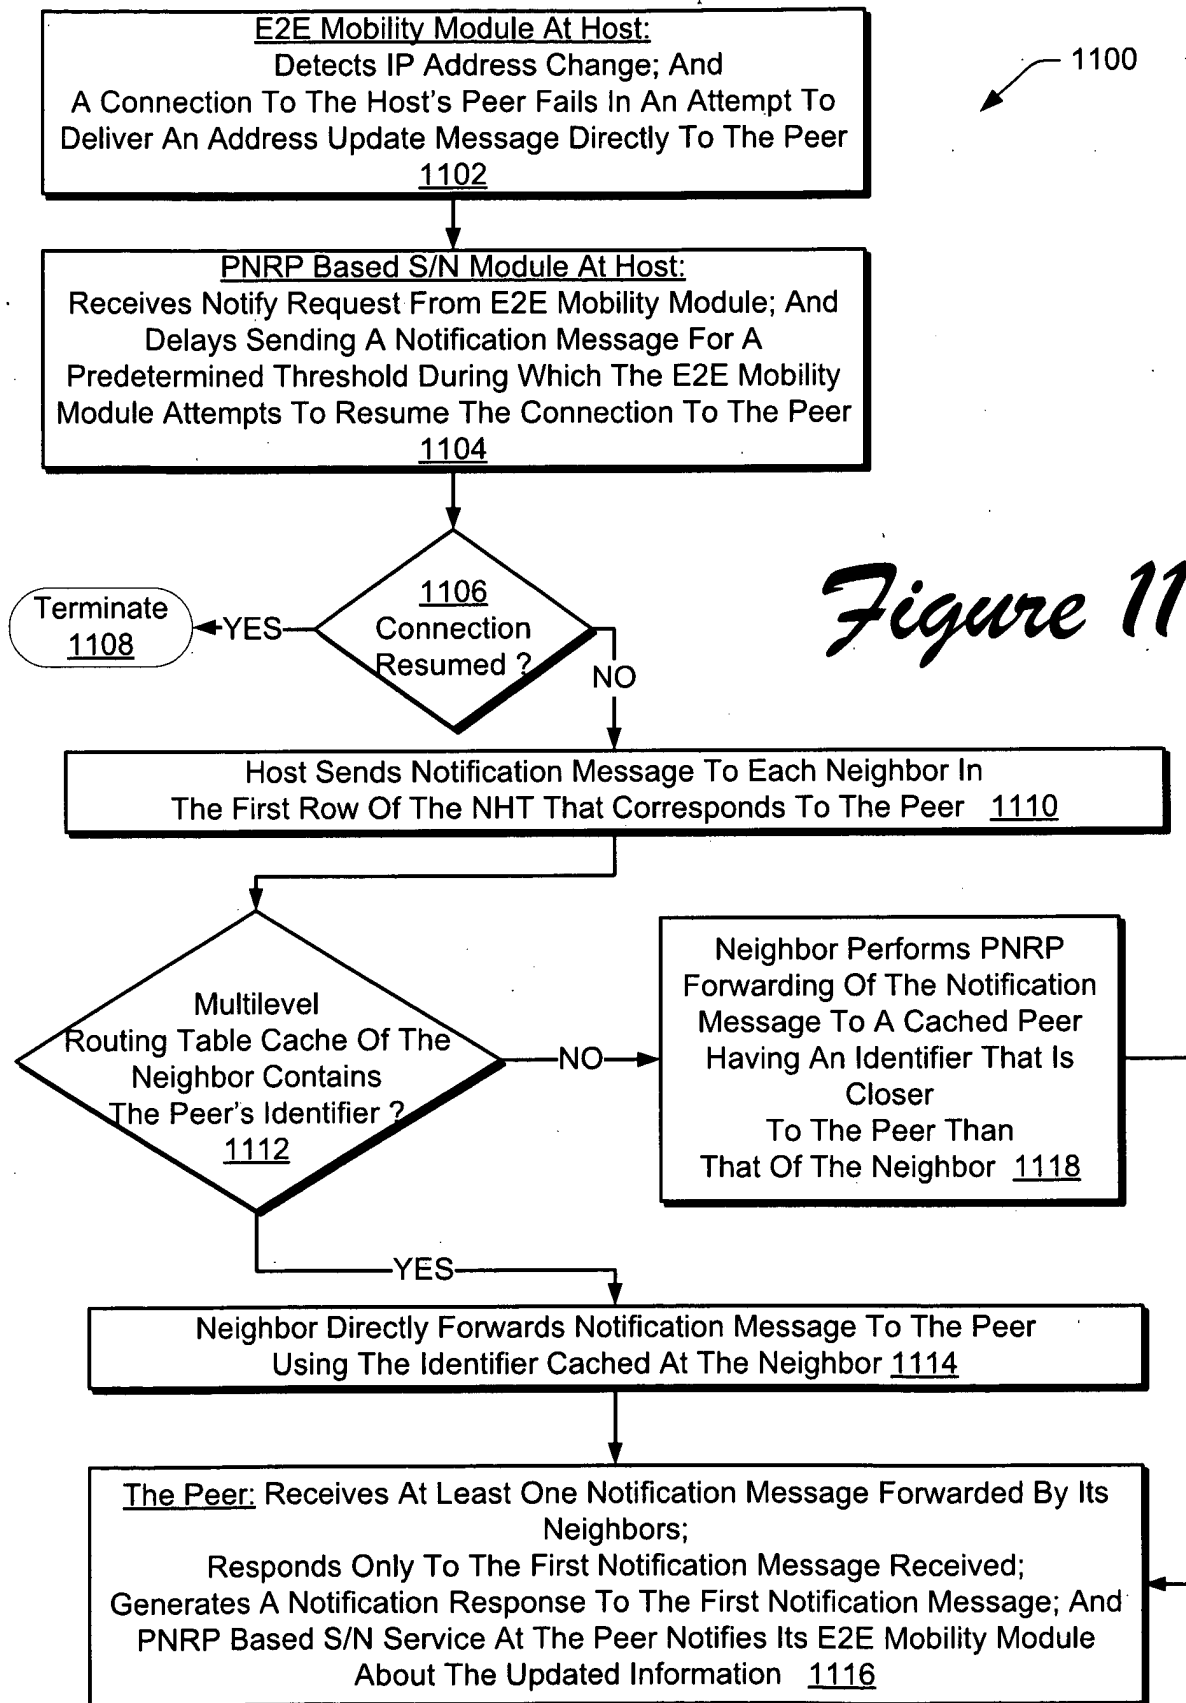 E2E Mobility Module At Host:
Detects IP Address Change; And
A Connection To The Host's Peer Fails In An Attempt To
Deliver An Address Update Message Directly To The Peer
1102
1100
PNRP Based S/N Module At Host:
Receives Notify Request From E2E Mobility Module; And
Delays Sending A Notification Message For A
Predetermined Threshold During Which The E2E Mobility
Module Attempts To Resume The Connection To The Peer
1104
1106
Connection
Resumed ?
Terminate
1108
YES
NO
Figure 11
Host Sends Notification Message To Each Neighbor In
The First Row Of The NHT That Corresponds To The Peer 1110
Multilevel
Routing Table Cache Of The
Neighbor Contains
The Peer's Identifier ?
1112
NO
Neighbor Performs PNRP
Forwarding Of The Notification
Message To A Cached Peer
Having An Identifier That Is
Closer
To The Peer Than
That Of The Neighbor 1118
YES
Neighbor Directly Forwards Notification Message To The Peer
Using The Identifier Cached At The Neighbor 1114
The Peer: Receives At Least One Notification Message Forwarded By Its
Neighbors;
Responds Only To The First Notification Message Received;
Generates A Notification Response To The First Notification Message; And
PNRP Based S/N Service At The Peer Notifies Its E2E Mobility Module
About The Updated Information 1116